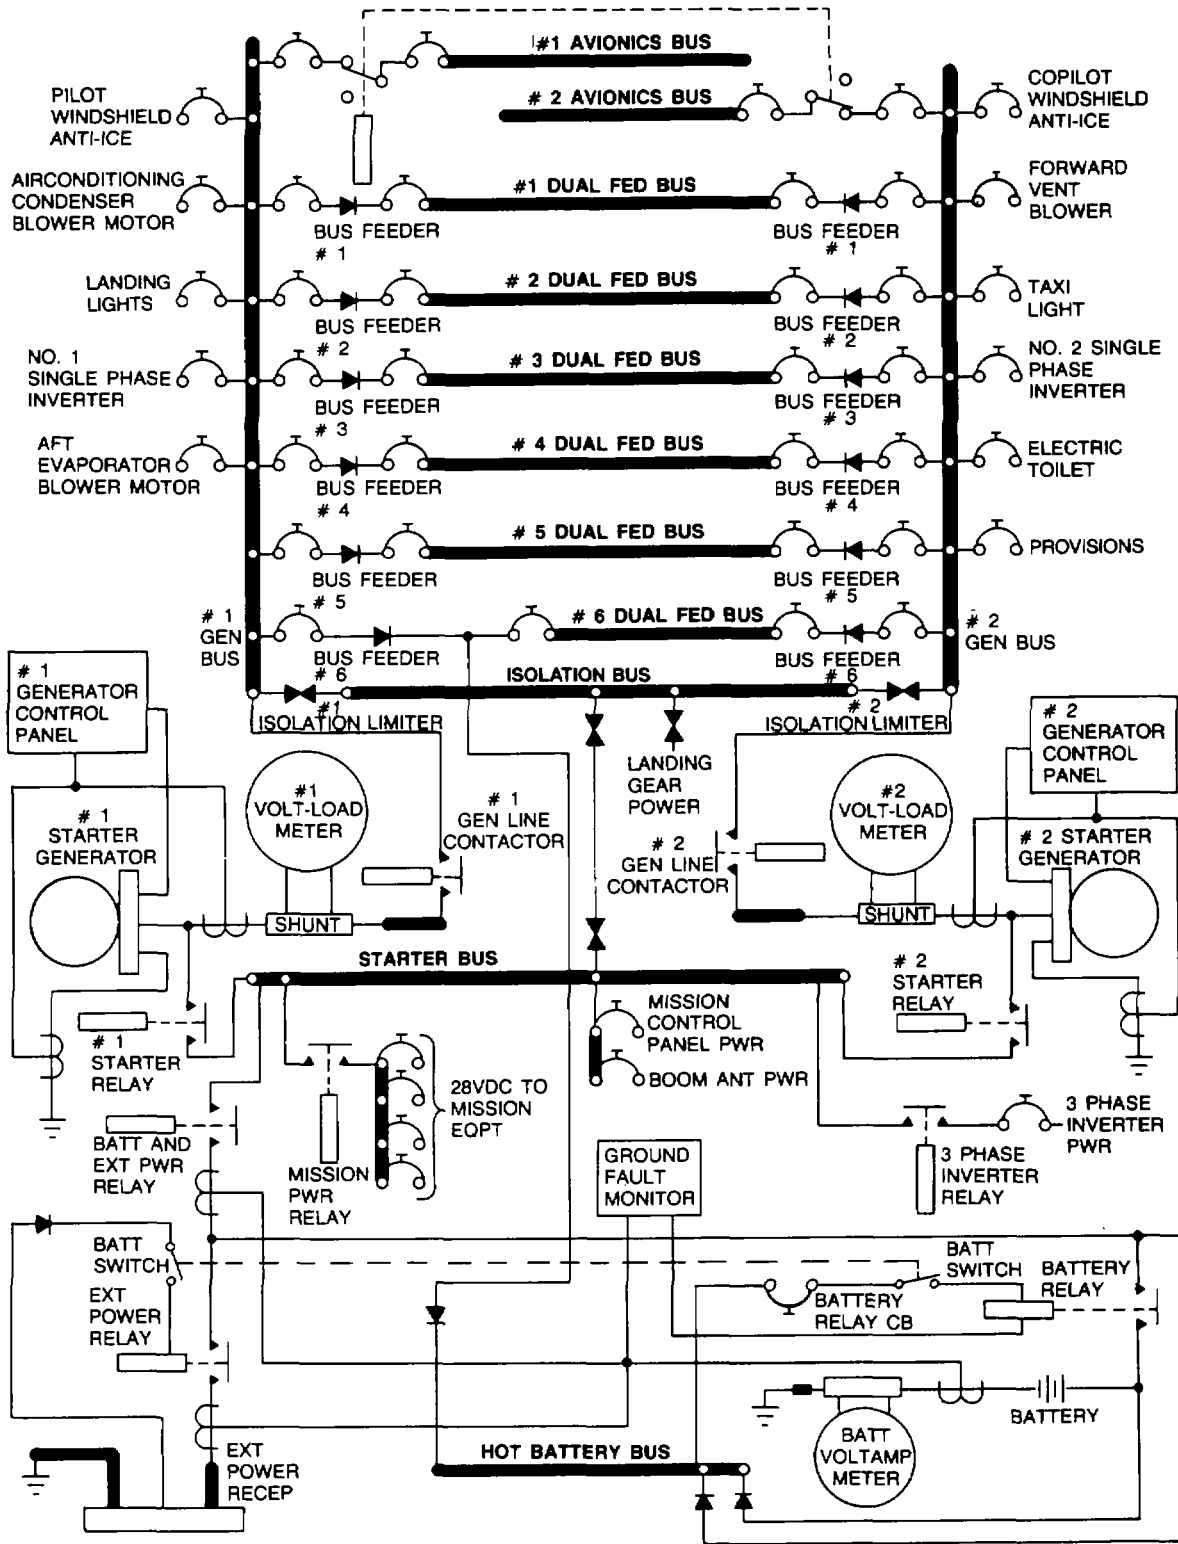 #1 AVIONICS BUS
# 2 AVIONICS BUS
PILOT
WINDSHIELD
ANTI-ICE
COPILOT
WINDSHIELD
ANTI-ICE
AIRCONDITIONING
CONDENSER
BLOWER MOTOR
#1 DUAL FED BUS
FORWARD
VENT
BLOWER
BUS FEEDER
# 1
BUS FEEDER
# 1
LANDING
LIGHTS
# 2 DUAL FED BUS
TAXI
LIGHT
BUS FEEDER
# 2
BUS FEEDER
# 2
NO. 1
SINGLE PHASE
INVERTER
# 3 DUAL FED BUS
NO. 2 SINGLE
PHASE
INVERTER
BUS FEEDER
# 3
BUS FEEDER
# 3
AFT
EVAPORATOR
BLOWER MOTOR
# 4 DUAL FED BUS
ELECTRIC
TOILET
BUS FEEDER
# 4
BUS FEEDER
# 4
# 5 DUAL FED BUS
PROVISIONS
BUS FEEDER
# 5
BUS FEEDER
# 5
# 1
GEN
BUS
# 6 DUAL FED BUS
# 2
GEN BUS
BUS FEEDER
# 6
BUS FEEDER
# 6
ISOLATION BUS
#1
ISOLATION LIMITER
# 2
ISOLATION LIMITER
# 1
GENERATOR
CONTROL
PANEL
# 2
GENERATOR
CONTROL
PANEL
LANDING
GEAR
POWER
#1
VOLT-LOAD
METER
# 1
GEN LINE
CONTACTOR
#2
VOLT-LOAD
METER
# 1
STARTER
GENERATOR
# 2
GEN LINE
CONTACTOR
# 2 STARTER
GENERATOR
SHUNT
SHUNT
STARTER BUS
# 2
STARTER
RELAY
# 1
STARTER
RELAY
MISSION
CONTROL
PANEL PWR
BOOM ANT PWR
28VDC TO
MISSION
EQPT
BATT AND
EXT PWR
RELAY
MISSION
PWR
RELAY
GROUND
FAULT
MONITOR
3 PHASE
INVERTER
RELAY
3 PHASE
INVERTER
PWR
BATT
SWITCH
BATT
SWITCH
BATTERY
RELAY
EXT
POWER
RELAY
BATTERY
RELAY CB
BATTERY
BATT
VOLTAMP
METER
HOT BATTERY BUS
EXT
POWER
RECEP